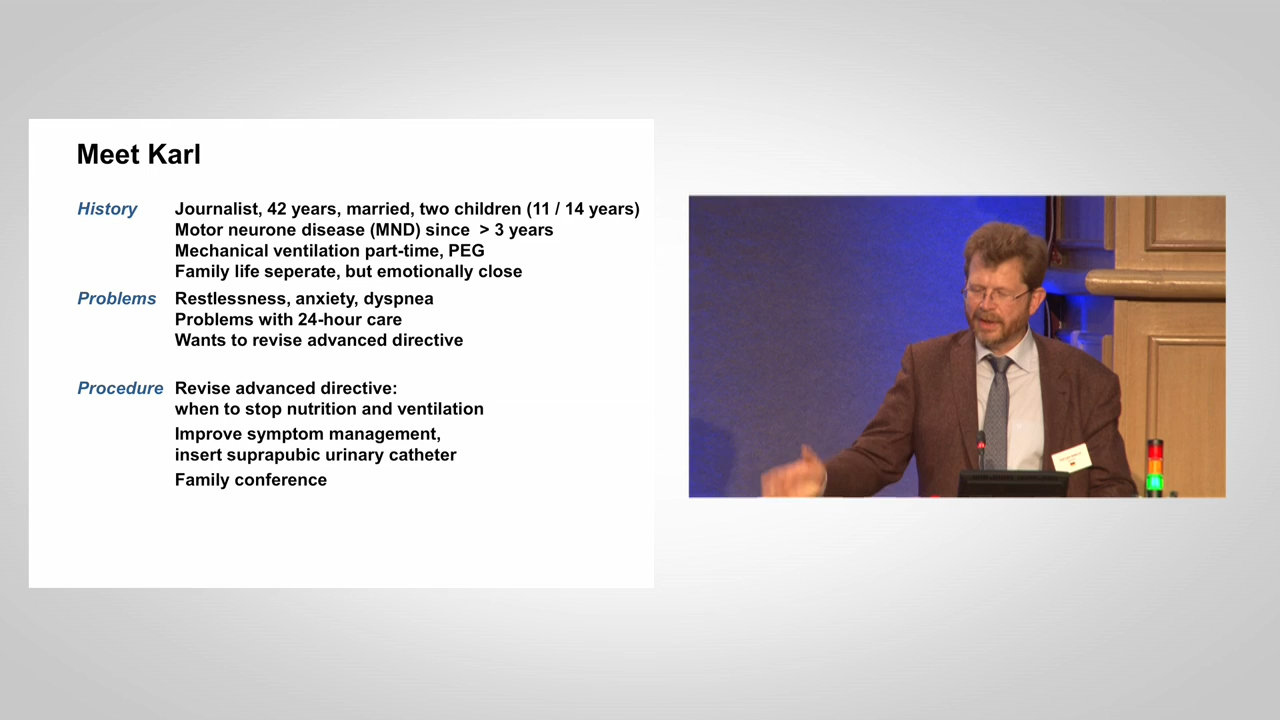 Meet Karl
History Journalist, 42 years, married, two children (11 / 14 years)
Motor neurone disease (MND) since > 3 years
Mechanical ventilation part-time, PEG
Family life seperate, but emotionally close
Problems Restlessness, anxiety, dyspnea
Problems with 24-hour care
Wants to revise advanced directive
Procedure Revise advanced directive:
when to stop nutrition and ventilation
Improve symptom management,
insert suprapubic urinary catheter
Family conference